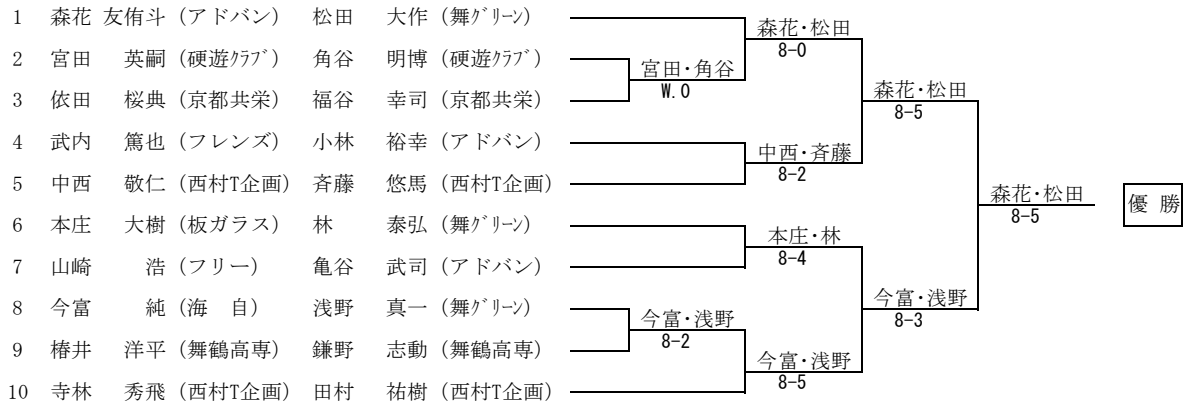 1 森花 友侑斗 (アドバン) 松田 大作 (舞グリーン)
森花・松田
8-0
2 宮田 英嗣 (硬遊クラブ) 角谷 明博 (硬遊クラブ)
宮田・角谷
W.O
3 依田 桜典 (京都共栄) 福谷 幸司 (京都共栄)
森花・松田
8-5
4 武内 篤也 (フレンズ) 小林 裕幸 (アドバン)
中西・斉藤
8-2
5 中西 敬仁 (西村T企画) 斉藤 悠馬 (西村T企画)
森花・松田
8-5
優 勝
6 本庄 大樹 (板ガラス) 林 泰弘 (舞グリーン)
本庄・林
8-4
7 山崎 浩 (フリー) 亀谷 武司 (アドバン)
8 今富 純 (海 自) 浅野 真一 (舞グリーン)
今富・浅野
8-3
今富・浅野
8-2
9 椿井 洋平 (舞鶴高専) 鎌野 志動 (舞鶴高専)
今富・浅野
8-5
10 寺林 秀飛 (西村T企画) 田村 祐樹 (西村T企画)